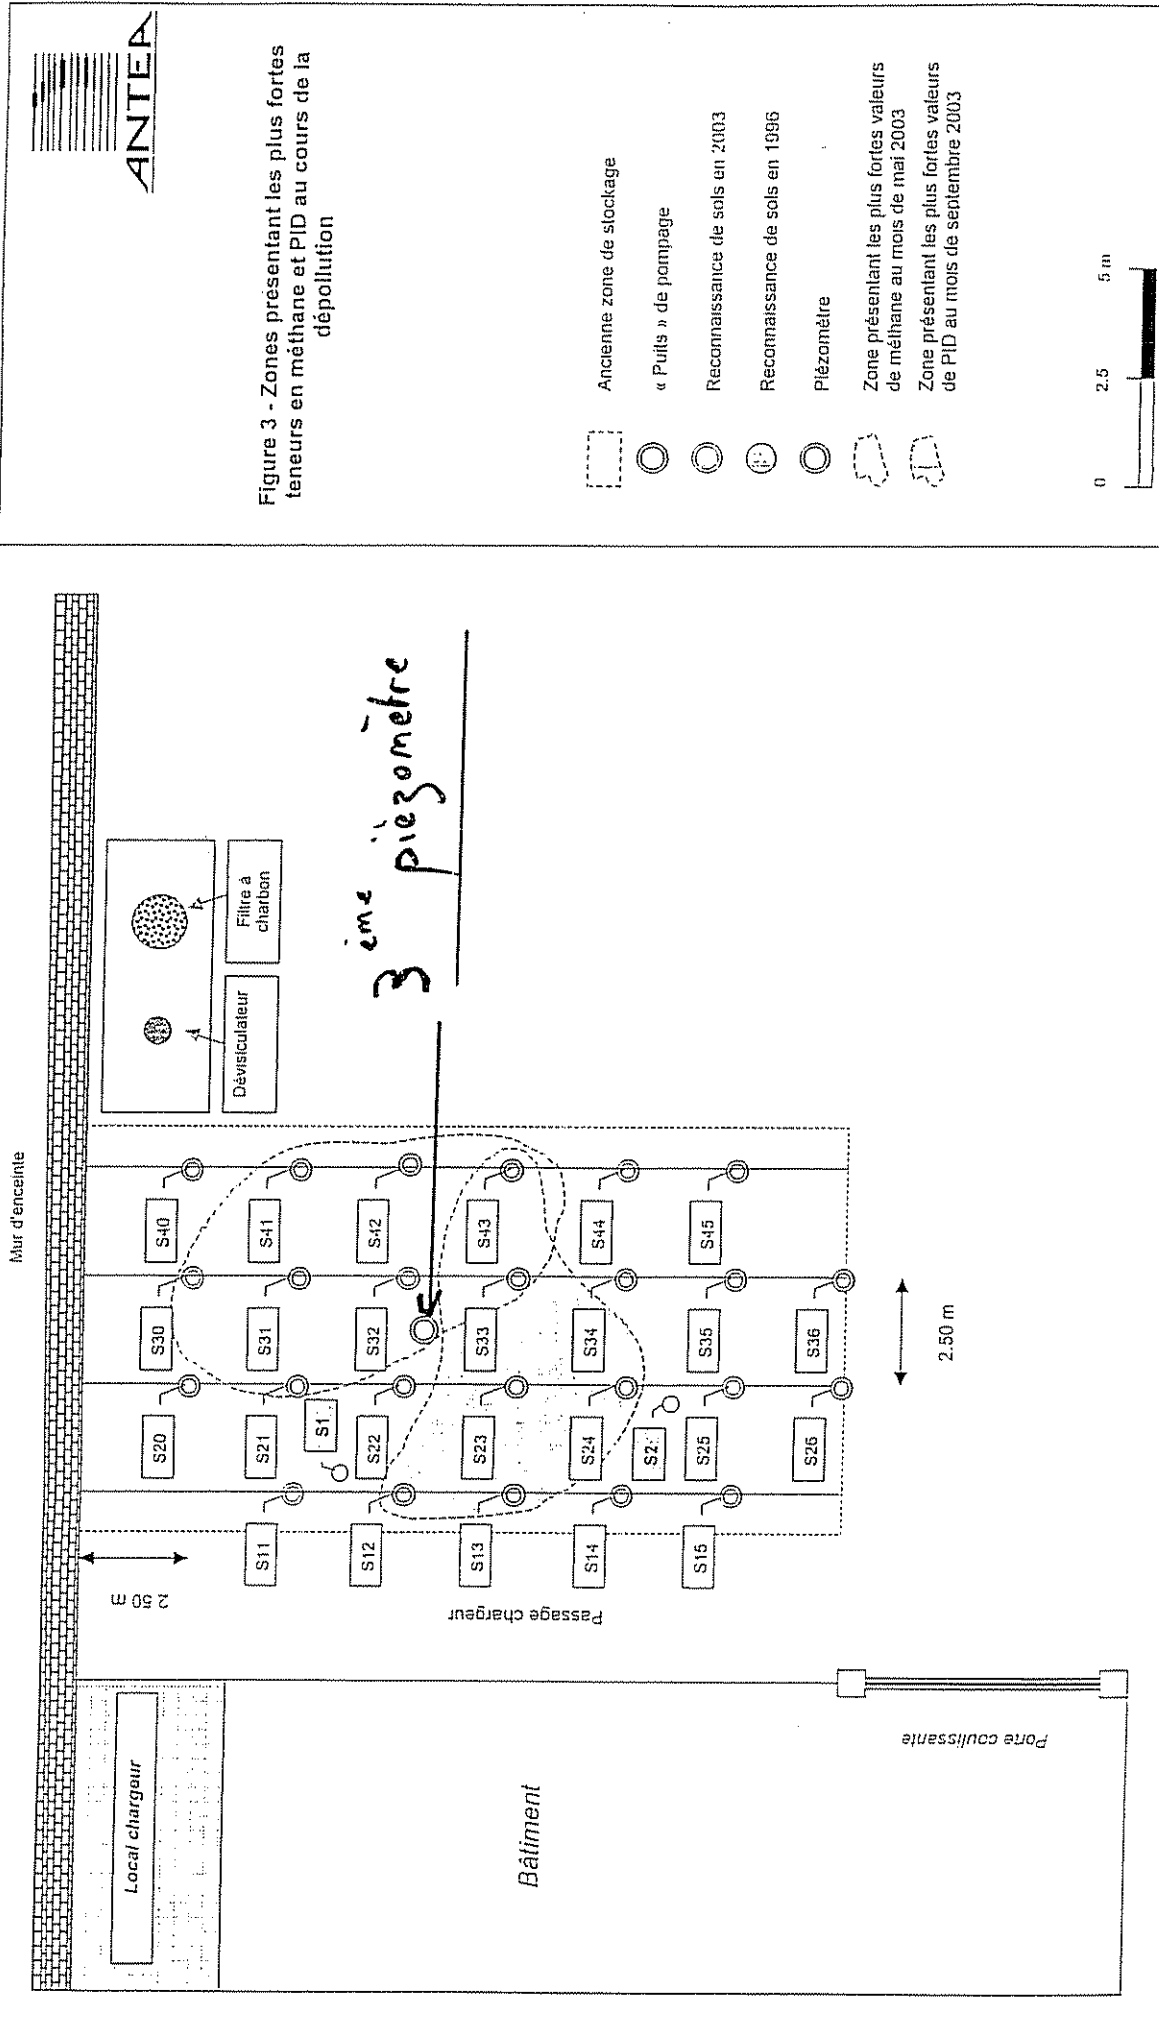 ANTEA
Figure 3 - Zones présentant les plus fortes
teneurs en méthane et PID au cours de la
dépollution
Ancienne zone de stockage
« Puits » de pompage
Reconnaissance de sols en 2003
Reconnaissance de sols en 1996
Piézomètre
Zone présentant les plus fortes valeurs
de méthane au mois de mai 2003
Zone présentant les plus fortes valeurs
de PID au mois de septembre 2003
0 2.5 5 m
Mur d'enceinte
Filtre à
charbon
Dévisiculateur
3 ème piézomètre
S40
S41
S42
S43
S44
S45
S30
S31
S32
S33
S34
S35
S36
S20
S21
S1
S22
S23
S24
S2
S25
S26
S11
S12
S13
S14
S15
2.50 m
2.50 m
Passage chargeur
Local chargeur
Bâtiment
Porte coulissante